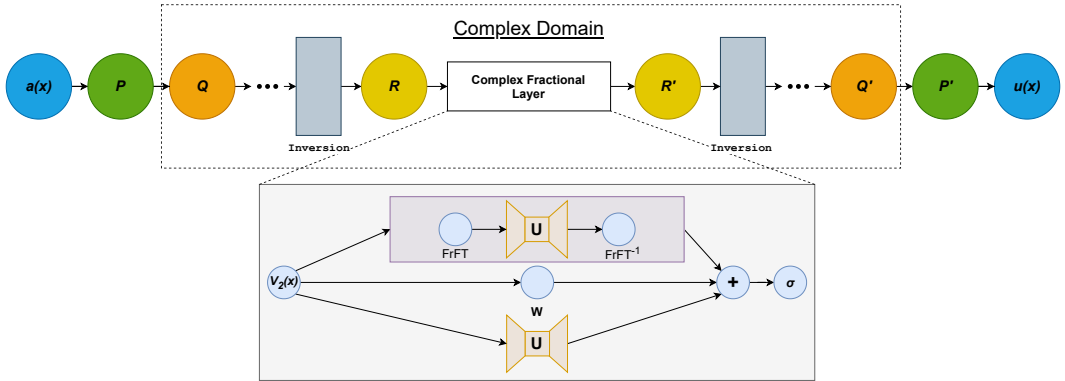 Complex Domain
a(x)
P
Q
•••
Inversion
R
Complex Fractional
Layer
R'
Inversion
•••
Q'
P'
u(x)
FrFT
U
FrFT⁻¹
V₂(x)
W
+
σ
U